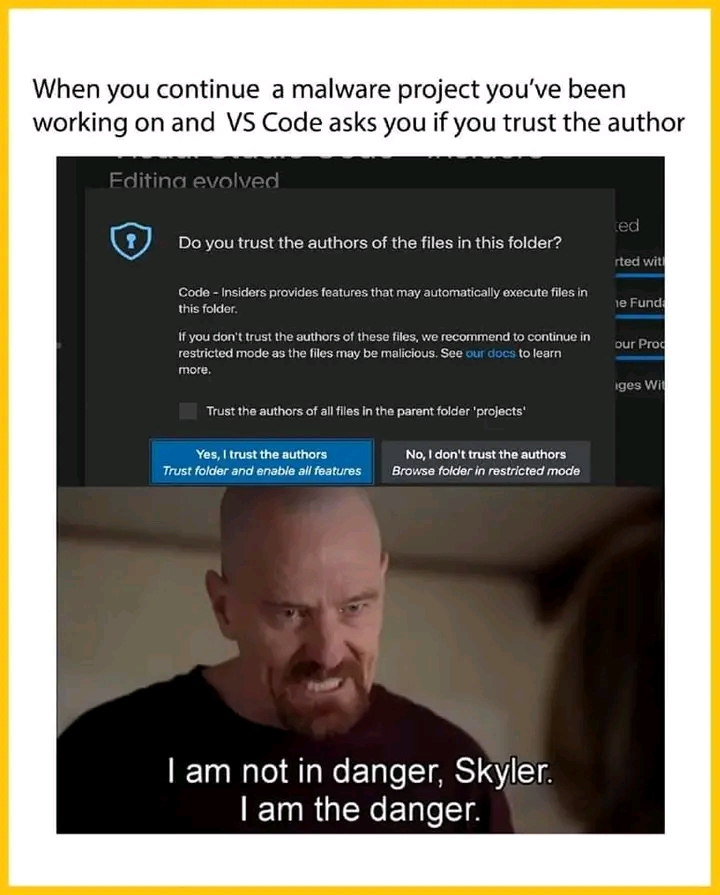 When you continue a malware project you've been
working on and VS Code asks you if you trust the author
Editing evolved
Do you trust the authors of the files in this folder?
Code - Insiders provides features that may automatically execute files in
this folder.
If you don't trust the authors of these files, we recommend to continue in
restricted mode as the files may be malicious. See our docs to learn
more.
Trust the authors of all files in the parent folder 'projects'
Yes, I trust the authors
Trust folder and enable all features
No, I don't trust the authors
Browse folder in restricted mode
I am not in danger, Skyler.
I am the danger.